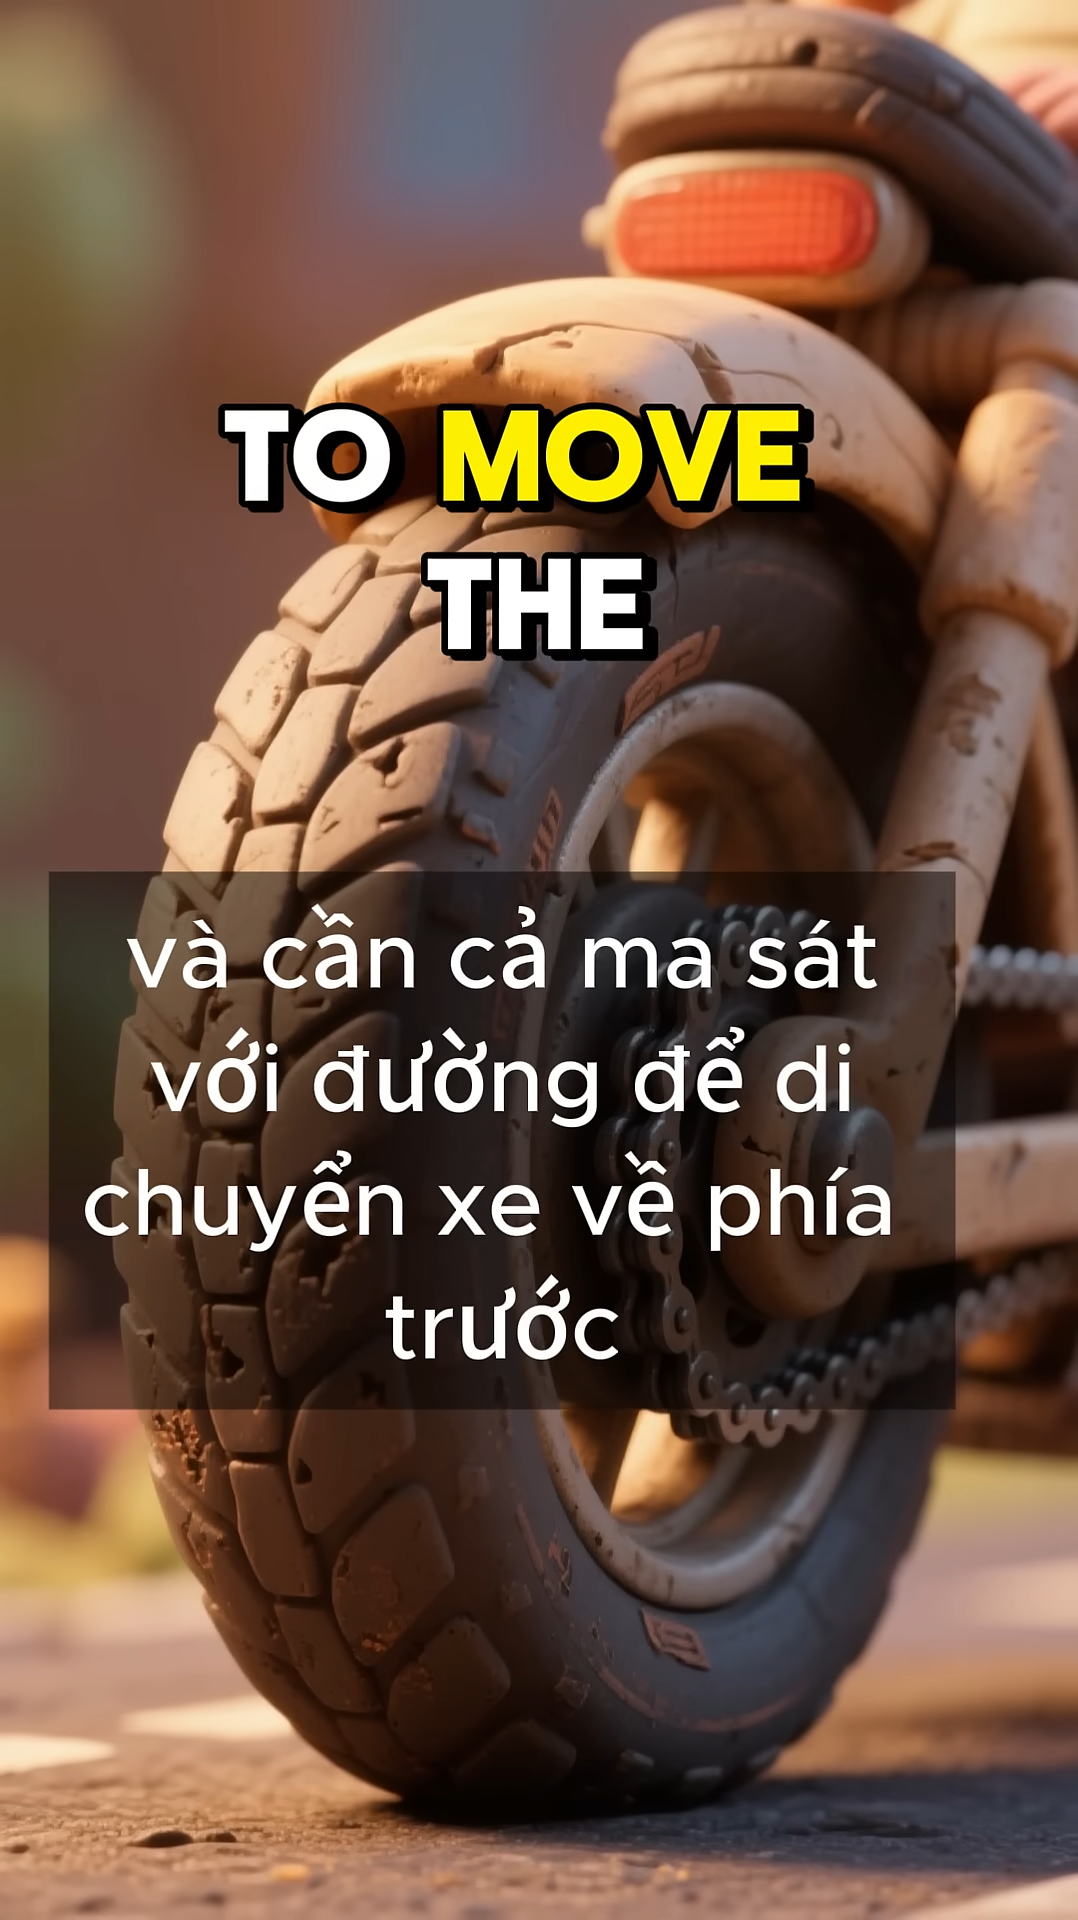 TO MOVE
THE
và cần cả ma sát
với đường để di
chuyển xe về phía
trước